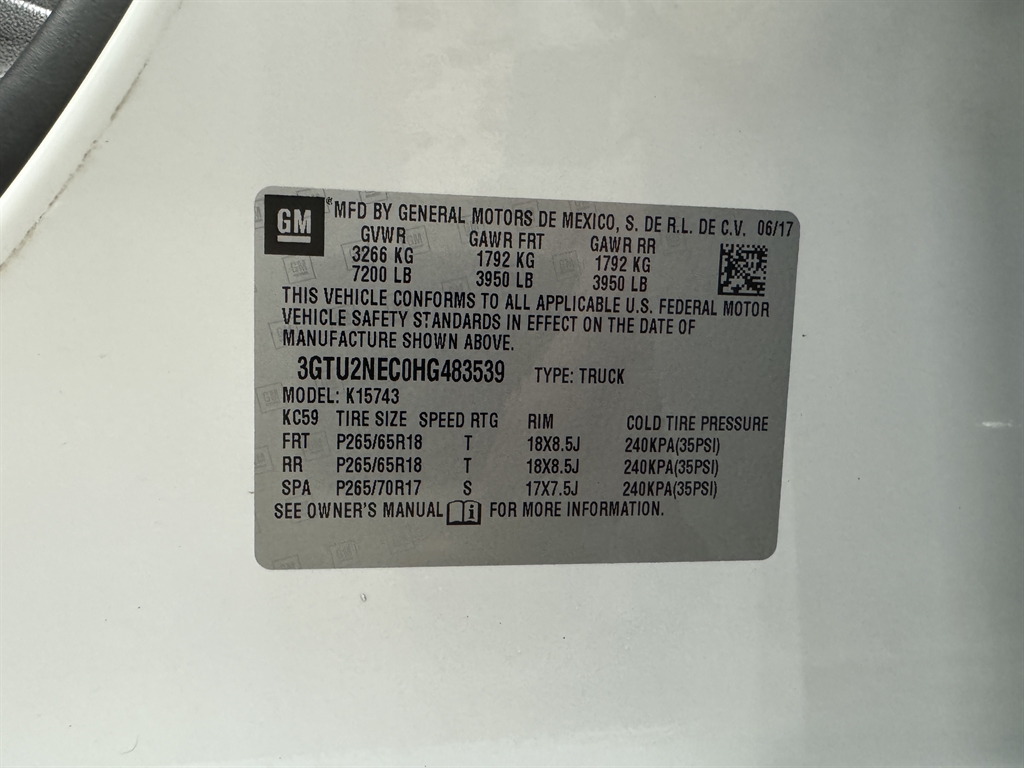 GM ® MFD BY GENERAL MOTORS DE MEXICO, S. DE R.L. DE C.V. 06/17
GVWR GAWR FRT GAWR RR
3266 KG 1792 KG 1792 KG
7200 LB 3950 LB 3950 LB
THIS VEHICLE CONFORMS TO ALL APPLICABLE U.S. FEDERAL MOTOR
VEHICLE SAFETY STANDARDS IN EFFECT ON THE DATE OF
MANUFACTURE SHOWN ABOVE.
3GTU2NEC0HG483539 TYPE: TRUCK
MODEL: K15743
KC59 TIRE SIZE SPEED RTG RIM COLD TIRE PRESSURE
FRT P265/65R18 T 18X8.5J 240KPA(35PSI)
RR P265/65R18 T 18X8.5J 240KPA(35PSI)
SPA P265/70R17 S 17X7.5J 240KPA(35PSI)
SEE OWNER'S MANUAL FOR MORE INFORMATION.